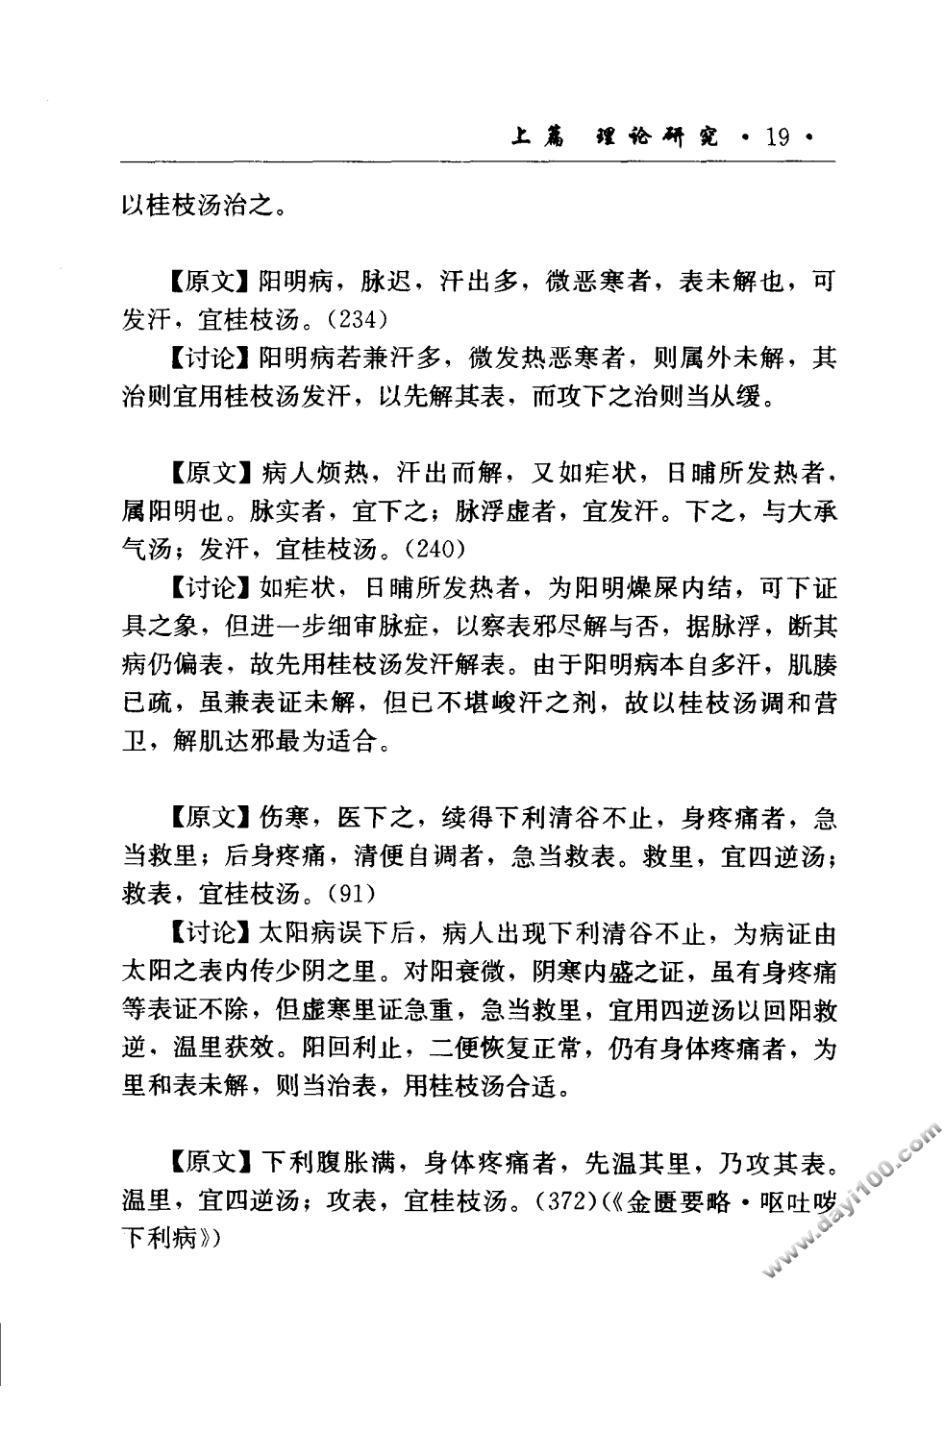 上篇 理论研究 · 19 ·
以桂枝汤治之。
【原文】阳明病，脉迟，汗出多，微恶寒者，表未解也，可
发汗，宜桂枝汤。(234)
【讨论】阳明病若兼汗多，微发热恶寒者，则属外未解，其
治则宜用桂枝汤发汗，以先解其表，而攻下之治则当从缓。
【原文】病人烦热，汗出而解，又如疟状，日晡所发热者，
属阳明也。脉实者，宜下之；脉浮虚者，宜发汗。下之，与大承
气汤；发汗，宜桂枝汤。(240)
【讨论】如疟状，日晡所发热者，为阳明燥屎内结，可下证
具之象，但进一步细审脉症，以察表邪尽解与否，据脉浮，断其
病仍偏表，故先用桂枝汤发汗解表。由于阳明病本自多汗，肌腠
已疏，虽兼表证未解，但已不堪峻汗之剂，故以桂枝汤调和营
卫，解肌达邪最为适合。
【原文】伤寒，医下之，续得下利清谷不止，身疼痛者，急
当救里；后身疼痛，清便自调者，急当救表。救里，宜四逆汤；
救表，宜桂枝汤。(91)
【讨论】太阳病误下后，病人出现下利清谷不止，为病证由
太阳之表内传少阴之里。对阳衰微，阴寒内盛之证，虽有身疼痛
等表证不除，但虚寒里证急重，急当救里，宜用四逆汤以回阳救
逆，温里获效。阳回利止，二便恢复正常，仍有身体疼痛者，为
里和表未解，则当治表，用桂枝汤合适。
【原文】下利腹胀满，身体疼痛者，先温其里，乃攻其表。
温里，宜四逆汤；攻表，宜桂枝汤。(372)(《金匮要略·呕吐哕
下利病》)
www.dayi100.com